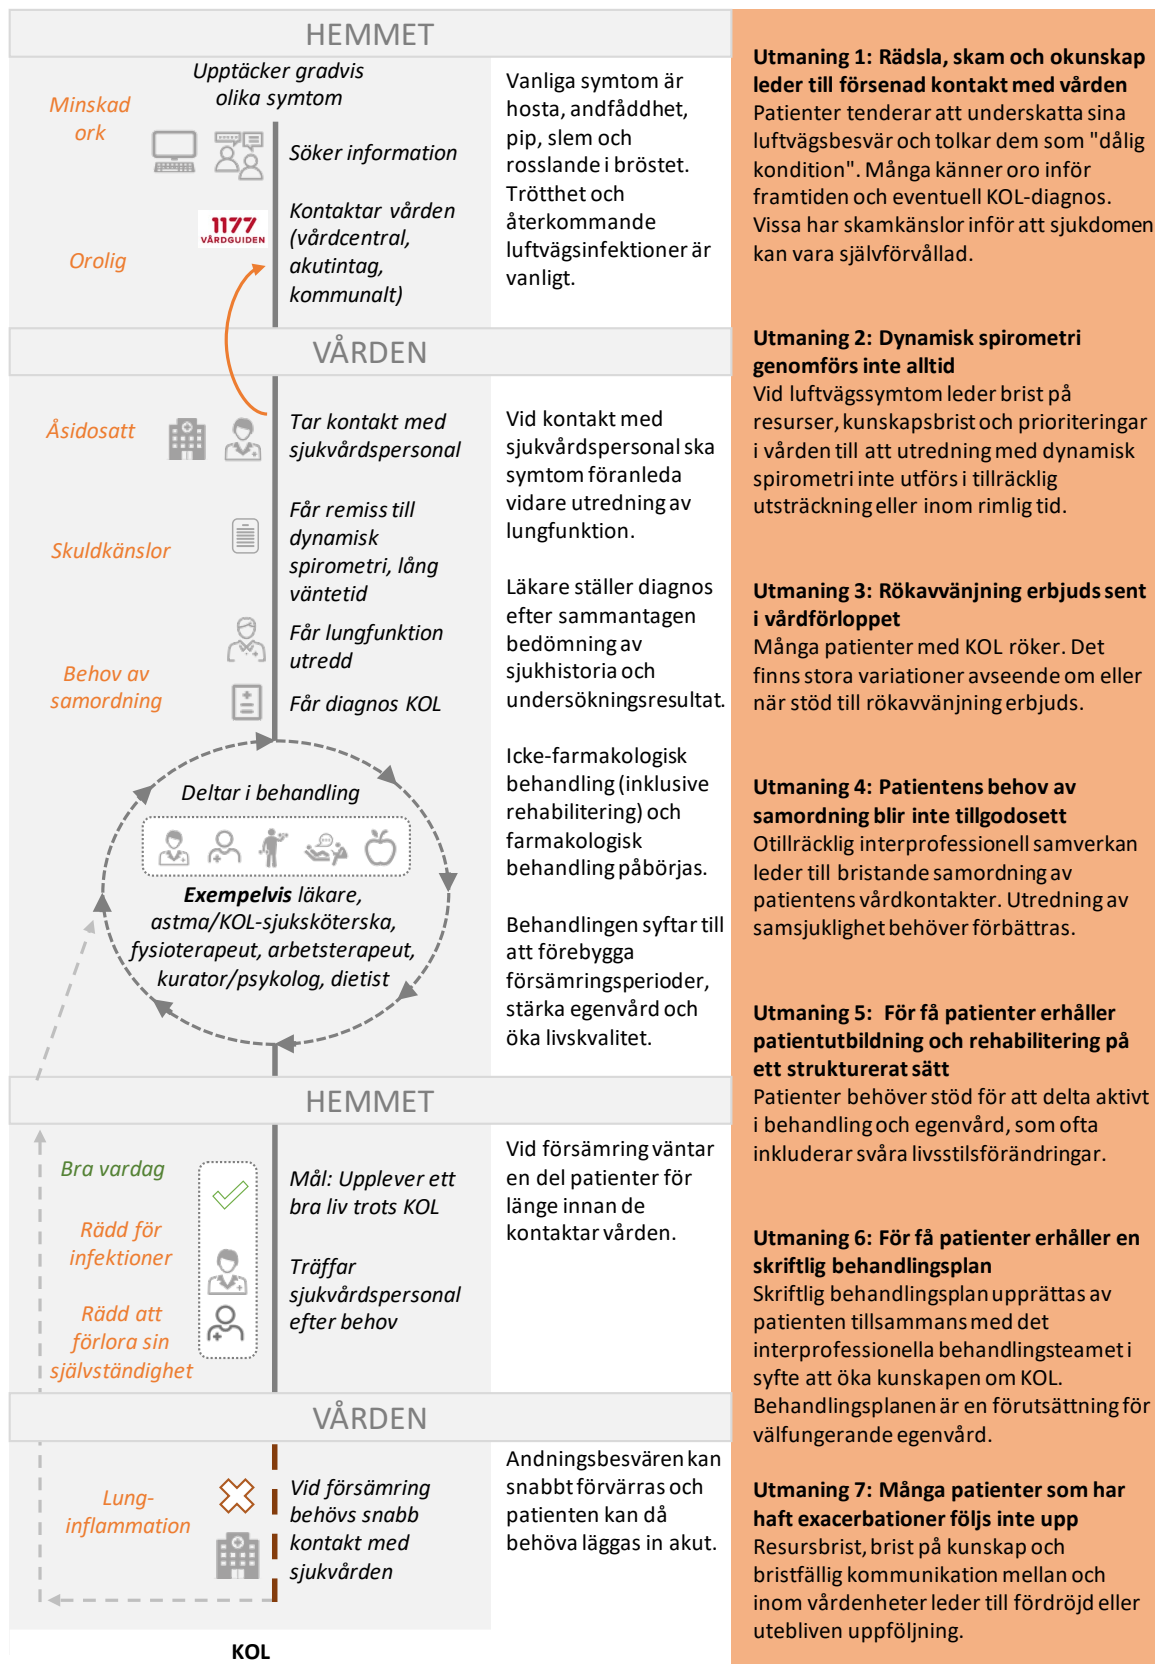 HEMMET
Upptäcker gradvis
olika symtom
Minskad
ork
Söker information
1177
VÅRDGUIDEN
Kontaktar vården
(vårdcentral,
akutintag,
kommunalt)
Orolig
Vanliga symtom är
hosta, andfåddhet,
pip, slem och
rosslande i bröstet.
Trötthet och
återkommande
luftvägsinfektioner är
vanligt.
VÅRDEN
Åsidosatt
Tar kontakt med
sjukvårdspersonal
Skuldkänslor
Får remiss till
dynamisk
spirometri, lång
väntetid
Får lungfunktion
utredd
Behov av
samordning
Får diagnos KOL
Deltar i behandling
Exempelvis läkare,
astma/KOL-sjuksköterska,
fysioterapeut, arbetsterapeut,
kurator/psykolog, dietist
Vid kontakt med
sjukvårdspersonal ska
symtom föranleda
vidare utredning av
lungfunktion.
Läkare ställer diagnos
efter sammantagen
bedömning av
sjukhistoria och
undersökningsresultat.
Icke-farmakologisk
behandling (inklusive
rehabilitering) och
farmakologisk
behandling påbörjas.
Behandlingen syftar till
att förebygga
försämringsperioder,
stärka egenvård och
öka livskvalitet.
HEMMET
Bra vardag
Rädd för
infektioner
Rädd att
förlora sin
självständighet
Mål: Upplever ett
bra liv trots KOL
Träffar
sjukvårdspersonal
efter behov
Vid försämring väntar
en del patienter för
länge innan de
kontaktar vården.
VÅRDEN
Lung-
inflammation
Vid försämring
behövs snabb
kontakt med
sjukvården
Andningsbesvären kan
snabbt förvärras och
patienten kan då
behöva läggas in akut.
KOL
Utmaning 1: Rädsla, skam och okunskap
leder till försenad kontakt med vården
Patienter tenderar att underskatta sina
luftvägsbesvär och tolkar dem som "dålig
kondition". Många känner oro inför
framtiden och eventuell KOL-diagnos.
Vissa har skamkänslor inför att sjukdomen
kan vara självförvållad.
Utmaning 2: Dynamisk spirometri
genomförs inte alltid
Vid luftvägssymtom leder brist på
resurser, kunskapsbrist och prioriteringar
i vården till att utredning med dynamisk
spirometri inte utförs i tillräcklig
utsträckning eller inom rimlig tid.
Utmaning 3: Rökavvänjning erbjuds sent
i vårdförloppet
Många patienter med KOL röker. Det
finns stora variationer avseende om eller
när stöd till rökavvänjning erbjuds.
Utmaning 4: Patientens behov av
samordning blir inte tillgodosett
Otillräcklig interprofessionell samverkan
leder till bristande samordning av
patientens vårdkontakter. Utredning av
samsjuklighet behöver förbättras.
Utmaning 5: För få patienter erhåller
patientutbildning och rehabilitering på
ett strukturerat sätt
Patienter behöver stöd för att delta aktivt
i behandling och egenvård, som ofta
inkluderar svåra livsstilsförändringar.
Utmaning 6: För få patienter erhåller en
skriftlig behandlingsplan
Skriftlig behandlingsplan upprättas av
patienten tillsammans med det
interprofessionella behandlingsteamet i
syfte att öka kunskapen om KOL.
Behandlingsplanen är en förutsättning för
välfungerande egenvård.
Utmaning 7: Många patienter som har
haft exacerbationer följs inte upp
Resursbrist, brist på kunskap och
bristfällig kommunikation mellan och
inom vårdenheter leder till fördröjd eller
utebliven uppföljning.